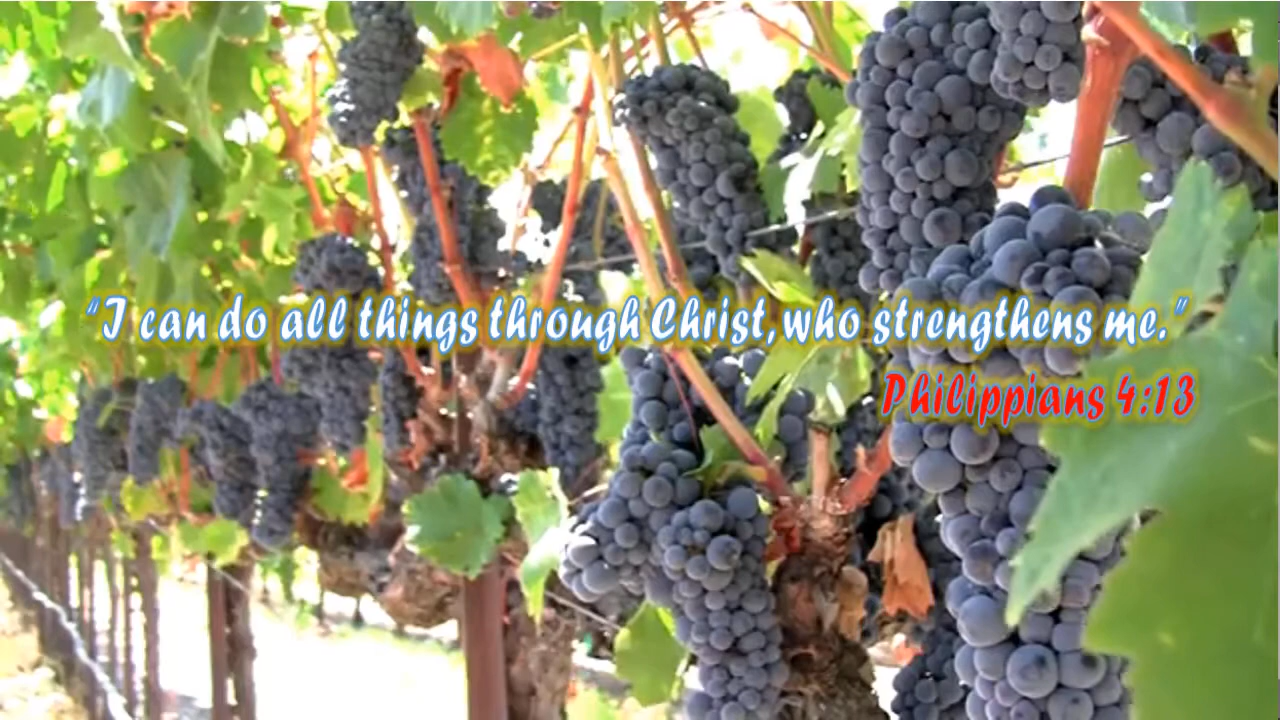 “I can do all things through Christ, who strengthens me.”
Philippians 4:13